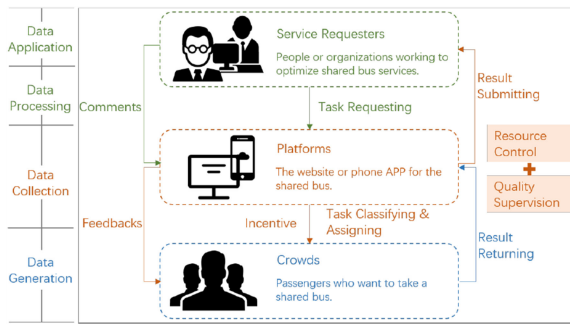 Data
Application
Data
Processing
Data
Collection
Data
Generation
Service Requesters
People or organizations working to
optimize shared bus services.
Comments
Task Requesting
Result
Submitting
Platforms
The website or phone APP for the
shared bus.
Resource
Control
Quality
Supervision
Feedbacks
Incentive
Task Classifying &
Assigning
Result
Returning
Crowds
Passengers who want to take a
shared bus.